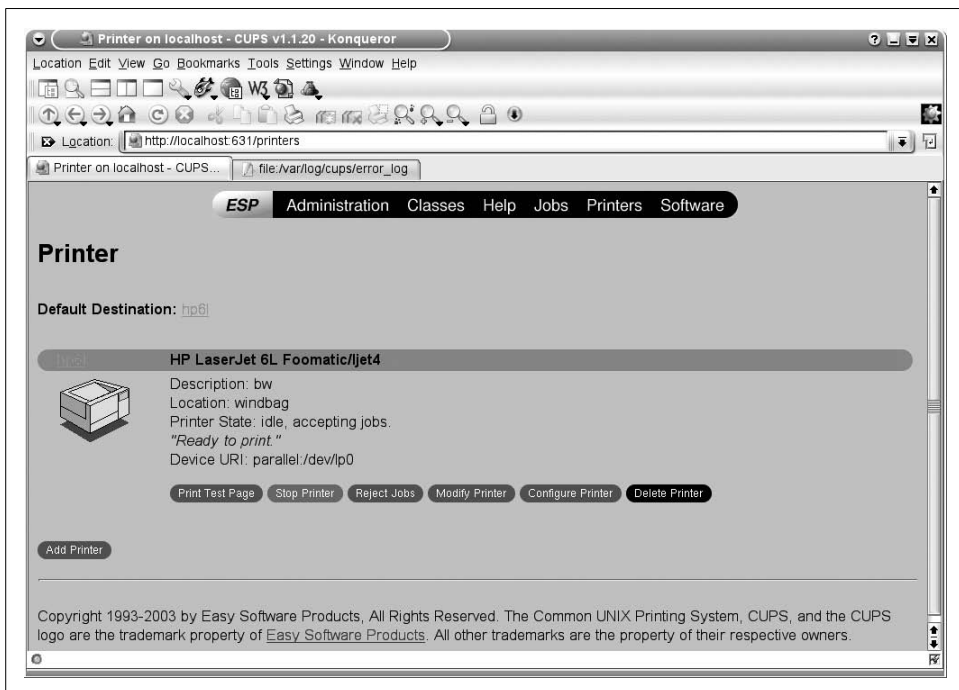 Printer on localhost - CUPS v1.1.20 - Konqueror
Location Edit View Go Bookmarks Tools Settings Window Help
Location: http://localhost:631/printers
Printer on localhost - CUPS... file:/var/log/cups/error_log
ESP Administration Classes Help Jobs Printers Software
Printer
Default Destination: hp6l
hp6l HP LaserJet 6L Foomatic/ljet4
Description: bw
Location: windbag
Printer State: idle, accepting jobs.
"Ready to print."
Device URI: parallel:/dev/lp0
Print Test Page Stop Printer Reject Jobs Modify Printer Configure Printer Delete Printer
Add Printer
Copyright 1993-2003 by Easy Software Products, All Rights Reserved. The Common UNIX Printing System, CUPS, and the CUPS
logo are the trademark property of Easy Software Products. All other trademarks are the property of their respective owners.